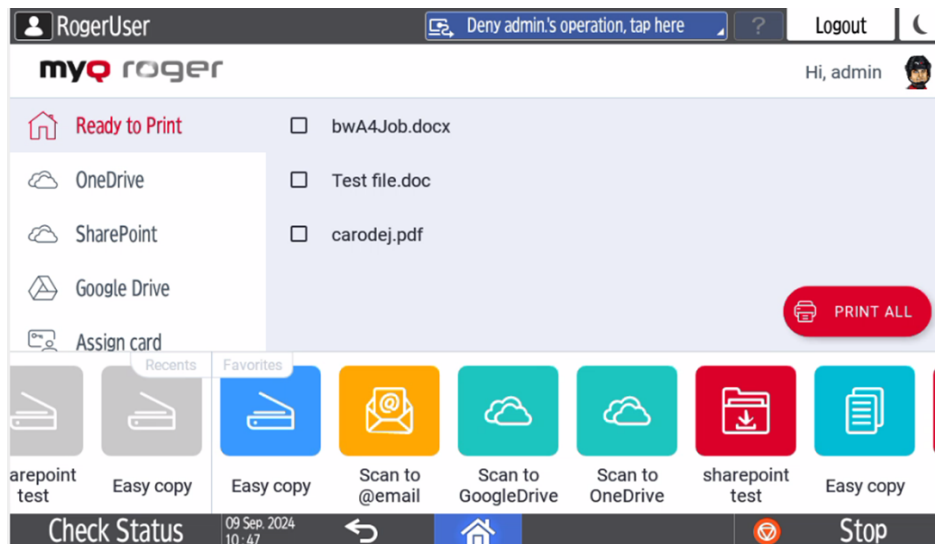 RogerUser
Deny admin.'s operation, tap here
?
Logout
myQ roger
Hi, admin
Ready to Print
OneDrive
SharePoint
Google Drive
Assign card
bwA4Job.docx
Test file.doc
carodej.pdf
PRINT ALL
Recents
Favorites
arepoint
test
Easy copy
Easy copy
Scan to
@email
Scan to
GoogleDrive
Scan to
OneDrive
sharepoint
test
Easy copy
Check Status
09 Sep. 2024
10:47
Stop